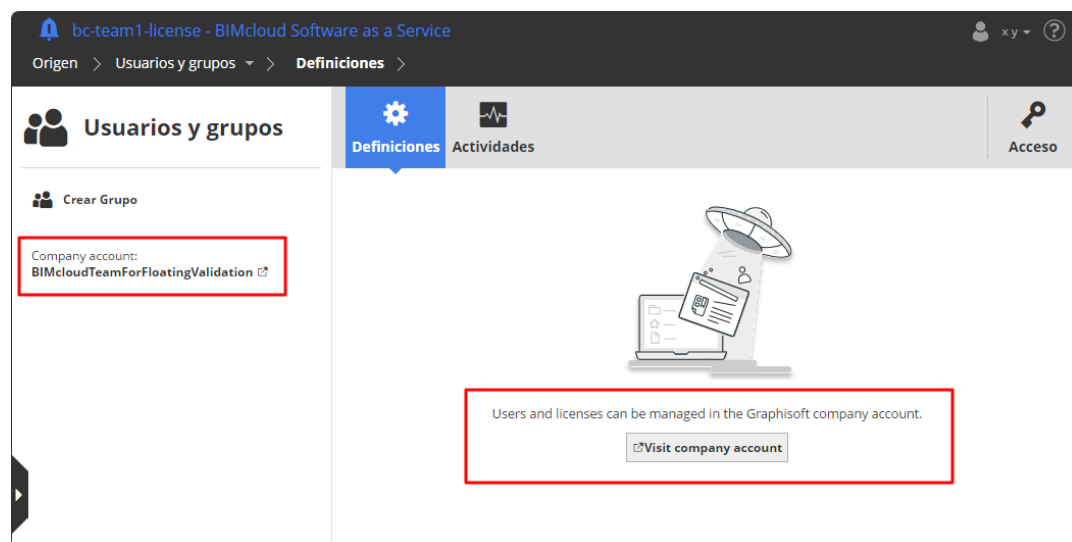 bc-team1-license - BIMcloud Software as a Service
x y
Origen > Usuarios y grupos > Definiciones >
Usuarios y grupos
Definiciones
Actividades
Acceso
Crear Grupo
Company account:
BIMcloudTeamForFloatingValidation
Users and licenses can be managed in the Graphisoft company account.
Visit company account